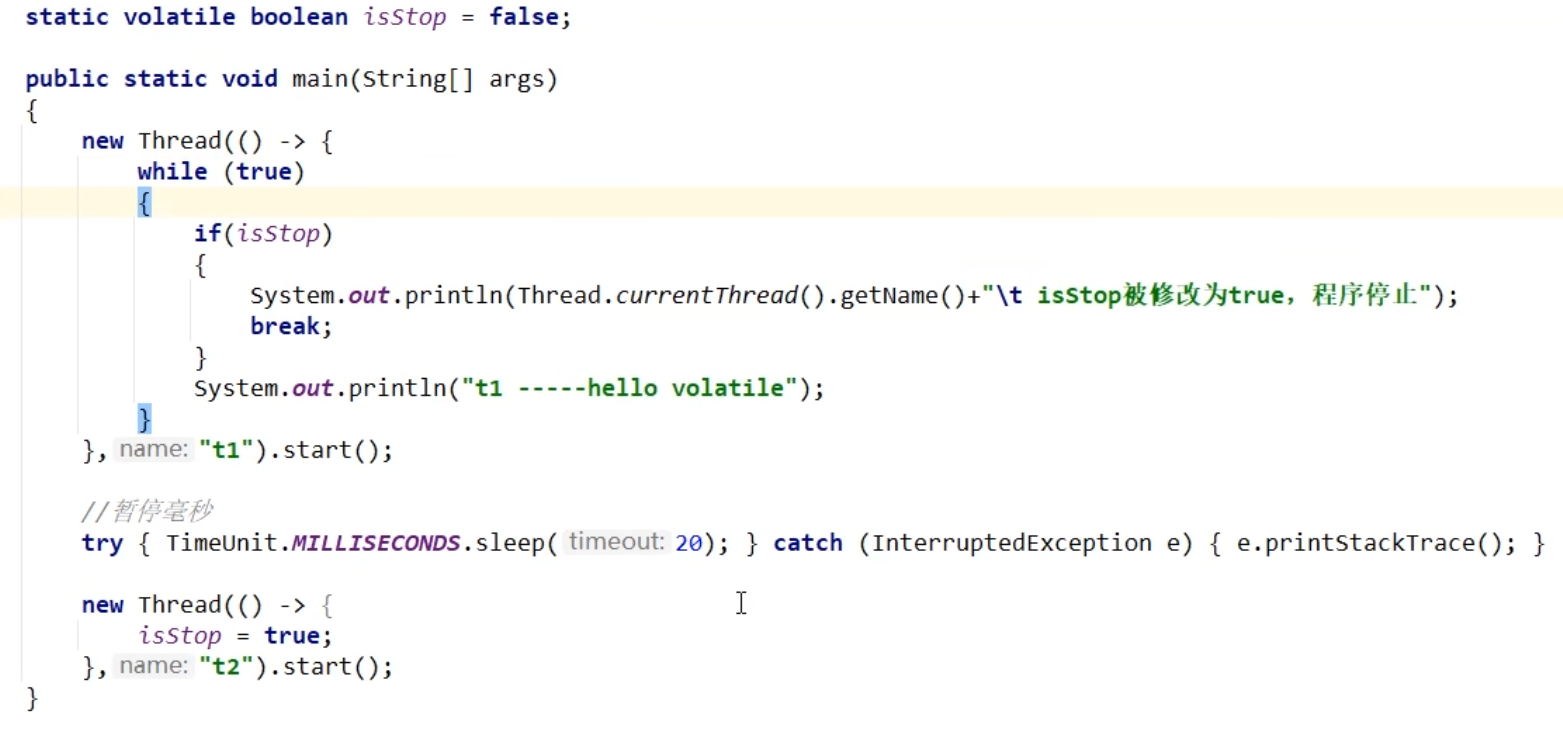 static volatile boolean isStop = false;
public static void main(String[] args)
{
new Thread(() -> {
while (true)
{
if(isStop)
{
System.out.println(Thread.currentThread().getName()+"\t isStop被修改为true，程序停止");
break;
}
System.out.println("t1 -----hello volatile");
}
}, name: "t1").start();
//暂停毫秒
try { TimeUnit.MILLISECONDS.sleep( timeout: 20); } catch (InterruptedException e) { e.printStackTrace(); }
new Thread(() -> {
isStop = true;
}, name: "t2").start();
}